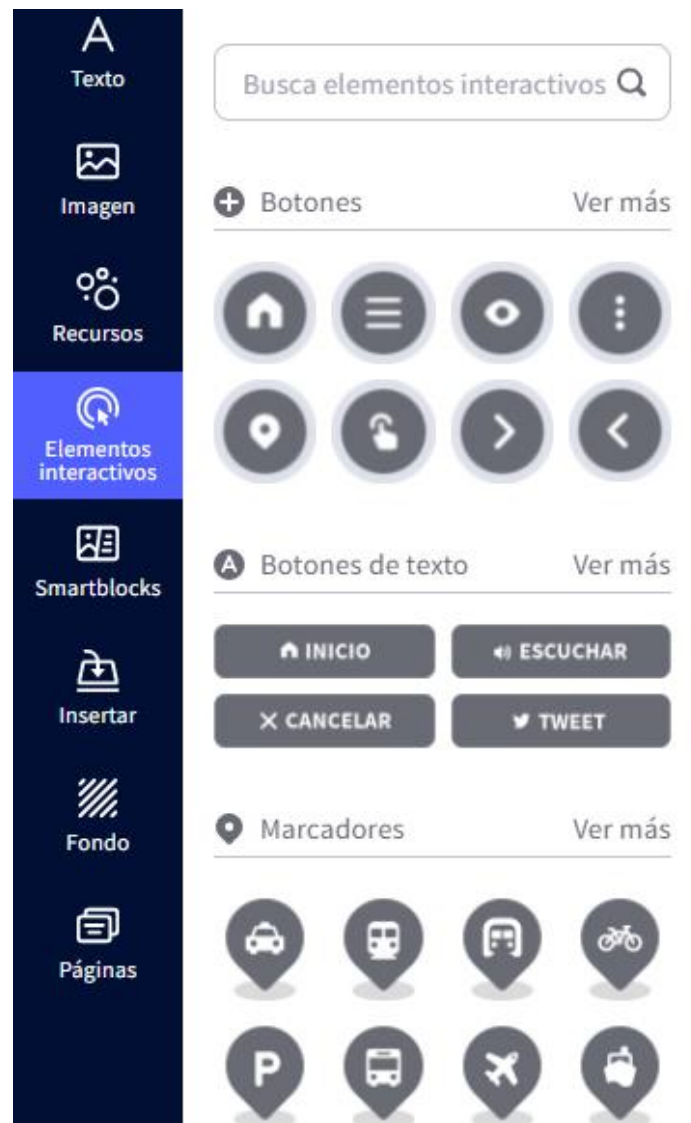 Texto
Imagen
Recursos
Elementos
interactivos
Smartblocks
Insertar
Fondo
Páginas
Busca elementos interactivos
Botones Ver más
Botones de texto Ver más
INICIO ESCUCHAR
CANCELAR TWEET
Marcadores Ver más
P